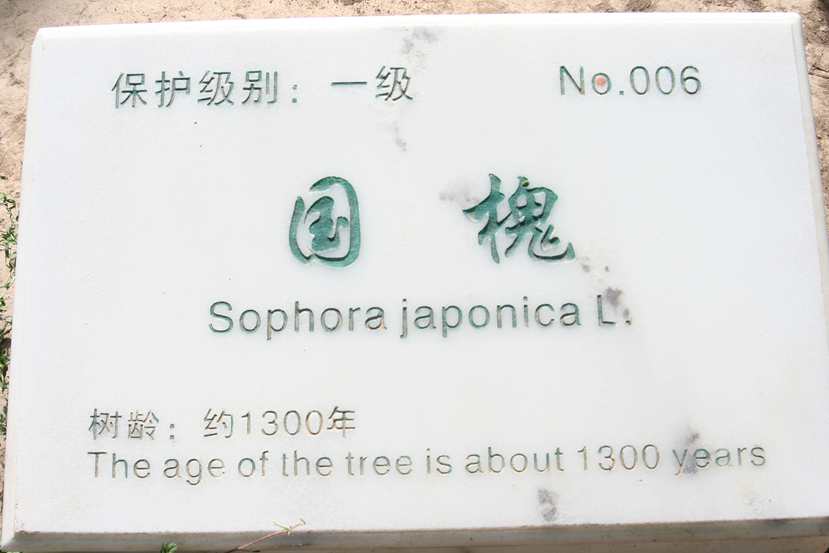 保护级别：一级 No.006
国槐
Sophora japonica L.
树龄：约1300年
The age of the tree is about 1300 years